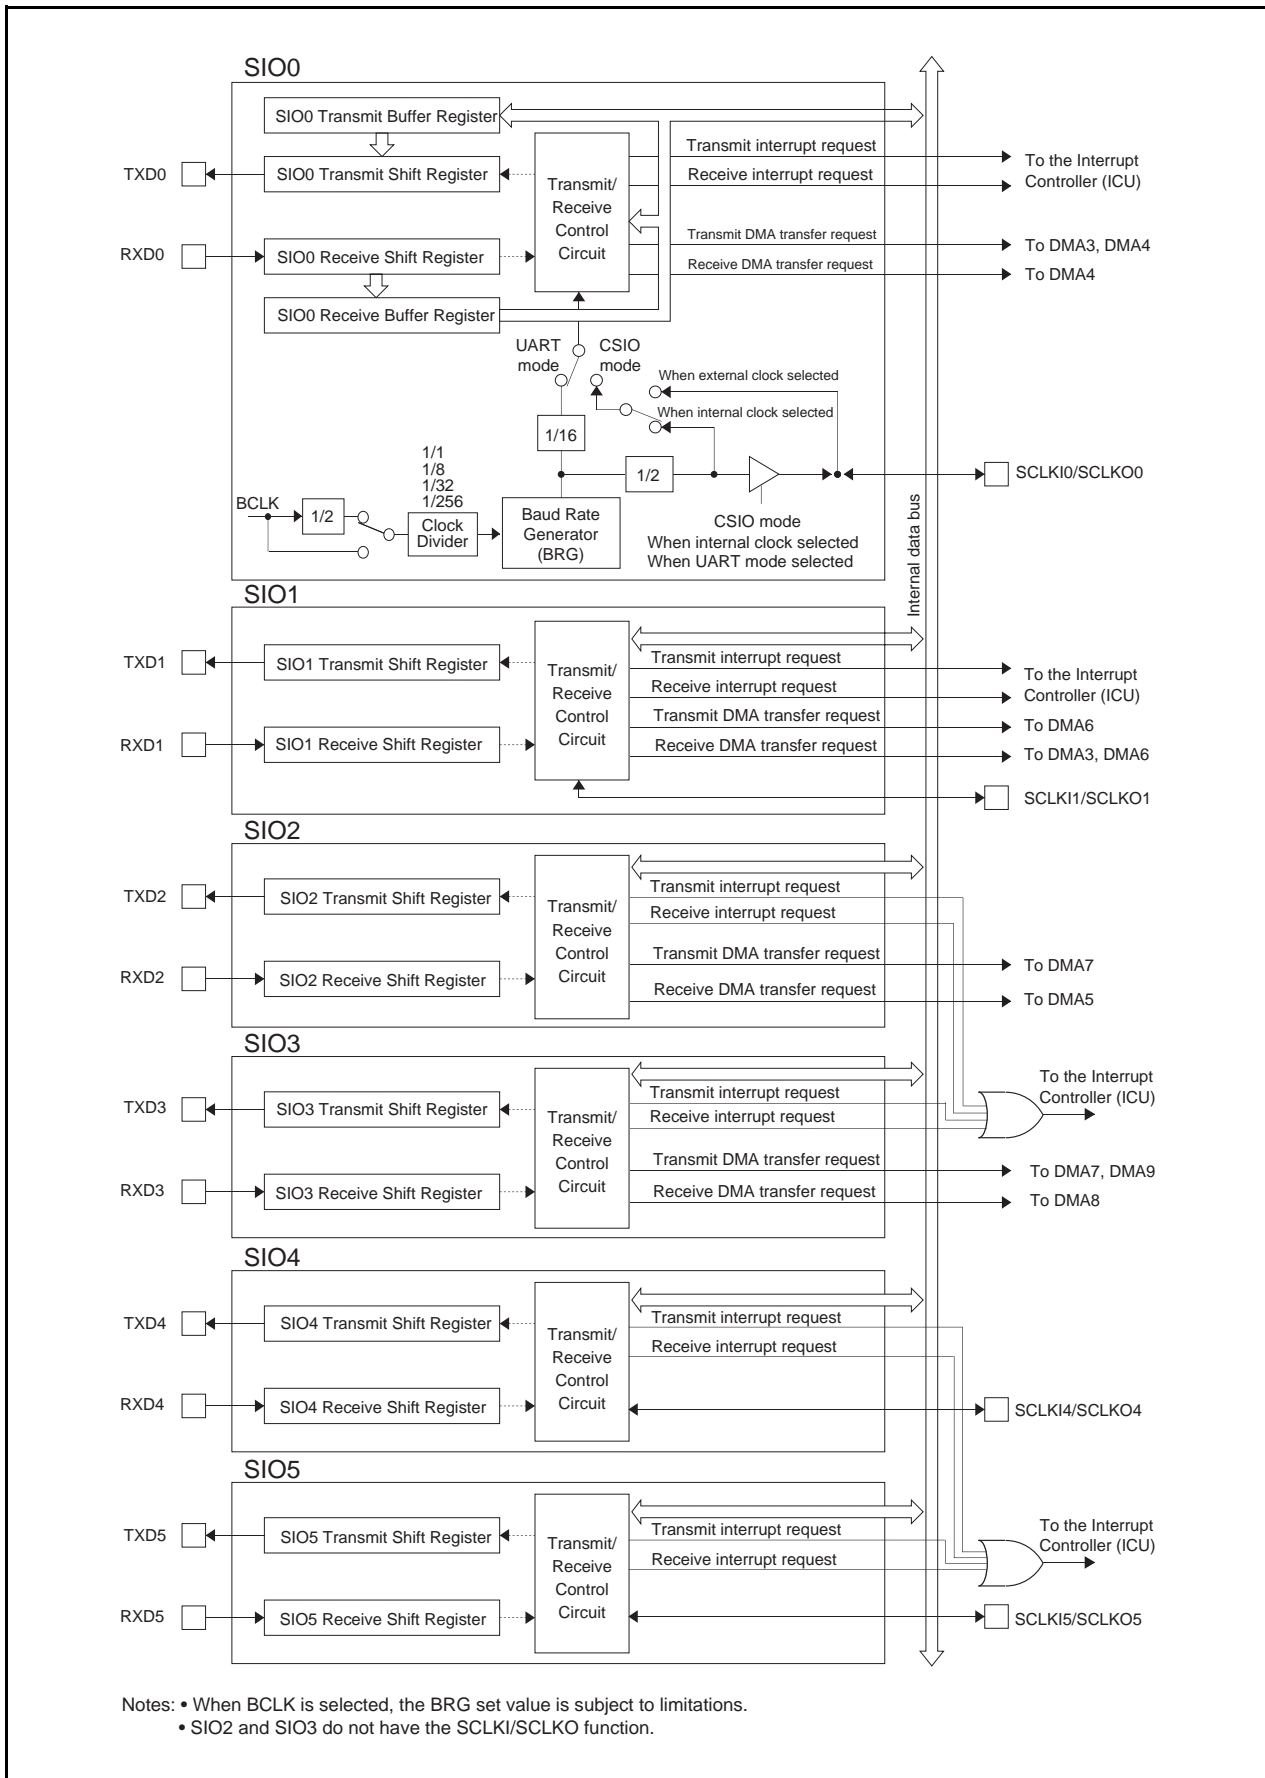 SIO0
SIO0 Transmit Buffer Register
TXD0
SIO0 Transmit Shift Register
RXD0
SIO0 Receive Shift Register
SIO0 Receive Buffer Register
Transmit/
Receive
Control
Circuit
Transmit interrupt request
Receive interrupt request
To the Interrupt
Controller (ICU)
Transmit DMA transfer request
To DMA3, DMA4
Receive DMA transfer request
To DMA4
UART
mode
CSIO
mode
When external clock selected
When internal clock selected
1/16
1/2
SCLKI0/SCLKO0
1/1
1/8
1/32
1/256
BCLK
1/2
Clock
Divider
Baud Rate
Generator
(BRG)
CSIO mode
When internal clock selected
When UART mode selected
Internal data bus
SIO1
TXD1
SIO1 Transmit Shift Register
RXD1
SIO1 Receive Shift Register
Transmit/
Receive
Control
Circuit
Transmit interrupt request
Receive interrupt request
To the Interrupt
Controller (ICU)
Transmit DMA transfer request
To DMA6
Receive DMA transfer request
To DMA3, DMA6
SCLKI1/SCLKO1
SIO2
TXD2
SIO2 Transmit Shift Register
RXD2
SIO2 Receive Shift Register
Transmit/
Receive
Control
Circuit
Transmit interrupt request
Receive interrupt request
Transmit DMA transfer request
To DMA7
Receive DMA transfer request
To DMA5
SIO3
TXD3
SIO3 Transmit Shift Register
RXD3
SIO3 Receive Shift Register
Transmit/
Receive
Control
Circuit
Transmit interrupt request
Receive interrupt request
To the Interrupt
Controller (ICU)
Transmit DMA transfer request
To DMA7, DMA9
Receive DMA transfer request
To DMA8
SIO4
TXD4
SIO4 Transmit Shift Register
RXD4
SIO4 Receive Shift Register
Transmit/
Receive
Control
Circuit
Transmit interrupt request
Receive interrupt request
SCLKI4/SCLKO4
SIO5
TXD5
SIO5 Transmit Shift Register
RXD5
SIO5 Receive Shift Register
Transmit/
Receive
Control
Circuit
Transmit interrupt request
Receive interrupt request
To the Interrupt
Controller (ICU)
SCLKI5/SCLKO5
Notes: • When BCLK is selected, the BRG set value is subject to limitations.
• SIO2 and SIO3 do not have the SCLKI/SCLKO function.